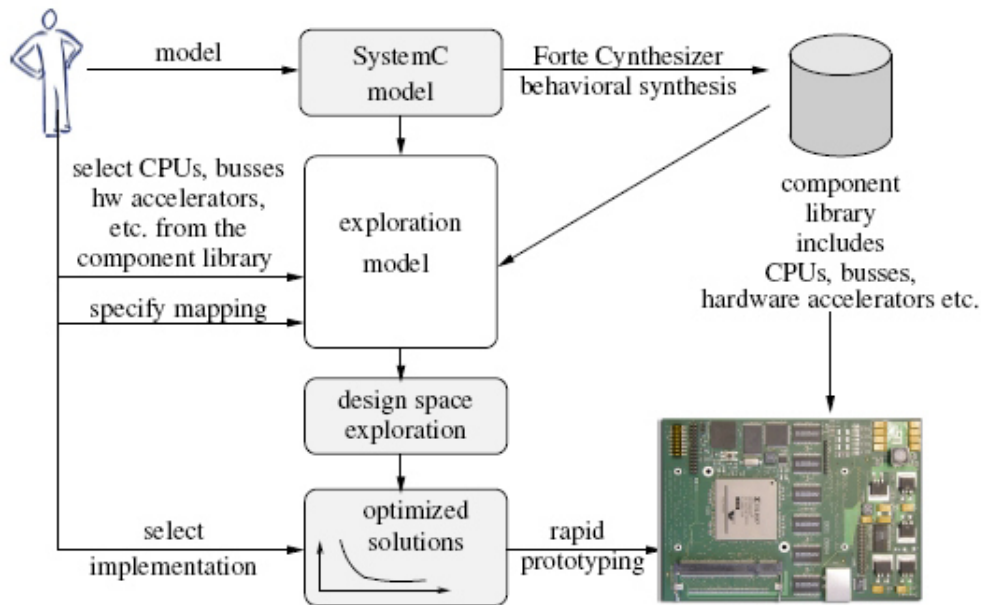 model
SystemC
model
Forte Cynthesizer
behavioral synthesis
select CPUs, busses
hw accelerators,
etc. from the
component library
exploration
model
component
library
includes
CPUs, busses,
hardware accelerators etc.
specify mapping
design space
exploration
select
implementation
optimized
solutions
rapid
prototyping
XILINX